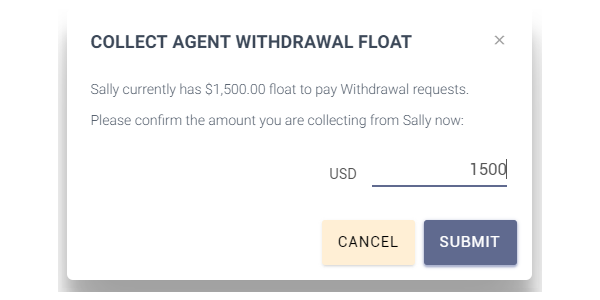 COLLECT AGENT WITHDRAWAL FLOAT ×
Sally currently has $1,500.00 float to pay Withdrawal requests.
Please confirm the amount you are collecting from Sally now:
USD 1500
CANCEL SUBMIT